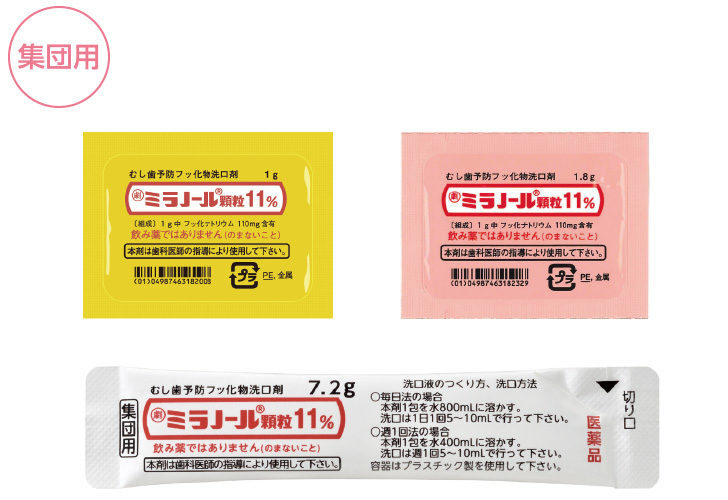 集団用
むし歯予防フッ化物洗口剤 1g
劇 ミラノール®顆粒11%
〔組成〕1g中 フッ化ナトリウム 110mg含有
飲み薬ではありません(のまないこと)
本剤は歯科医師の指導により使用して下さい。
(01)04987463182008
プラ PE, 金属
むし歯予防フッ化物洗口剤 1.8g
劇 ミラノール®顆粒11%
〔組成〕1g中 フッ化ナトリウム 110mg含有
飲み薬ではありません(のまないこと)
本剤は歯科医師の指導により使用して下さい。
(01)04987463182329
プラ PE, 金属
集団用
むし歯予防フッ化物洗口剤 7.2g
劇 ミラノール®顆粒11%
飲み薬ではありません(のまないこと)
本剤は歯科医師の指導により使用して下さい。
洗口液のつくり方、洗口方法
○毎日法の場合
本剤1包を水800mLに溶かす。
洗口は1日1回5〜10mLで行って下さい。
○週1回法の場合
本剤1包を水400mLに溶かす。
洗口は週1回5〜10mLで行って下さい。
容器はプラスチック製を使用して下さい。
医薬品
切り口